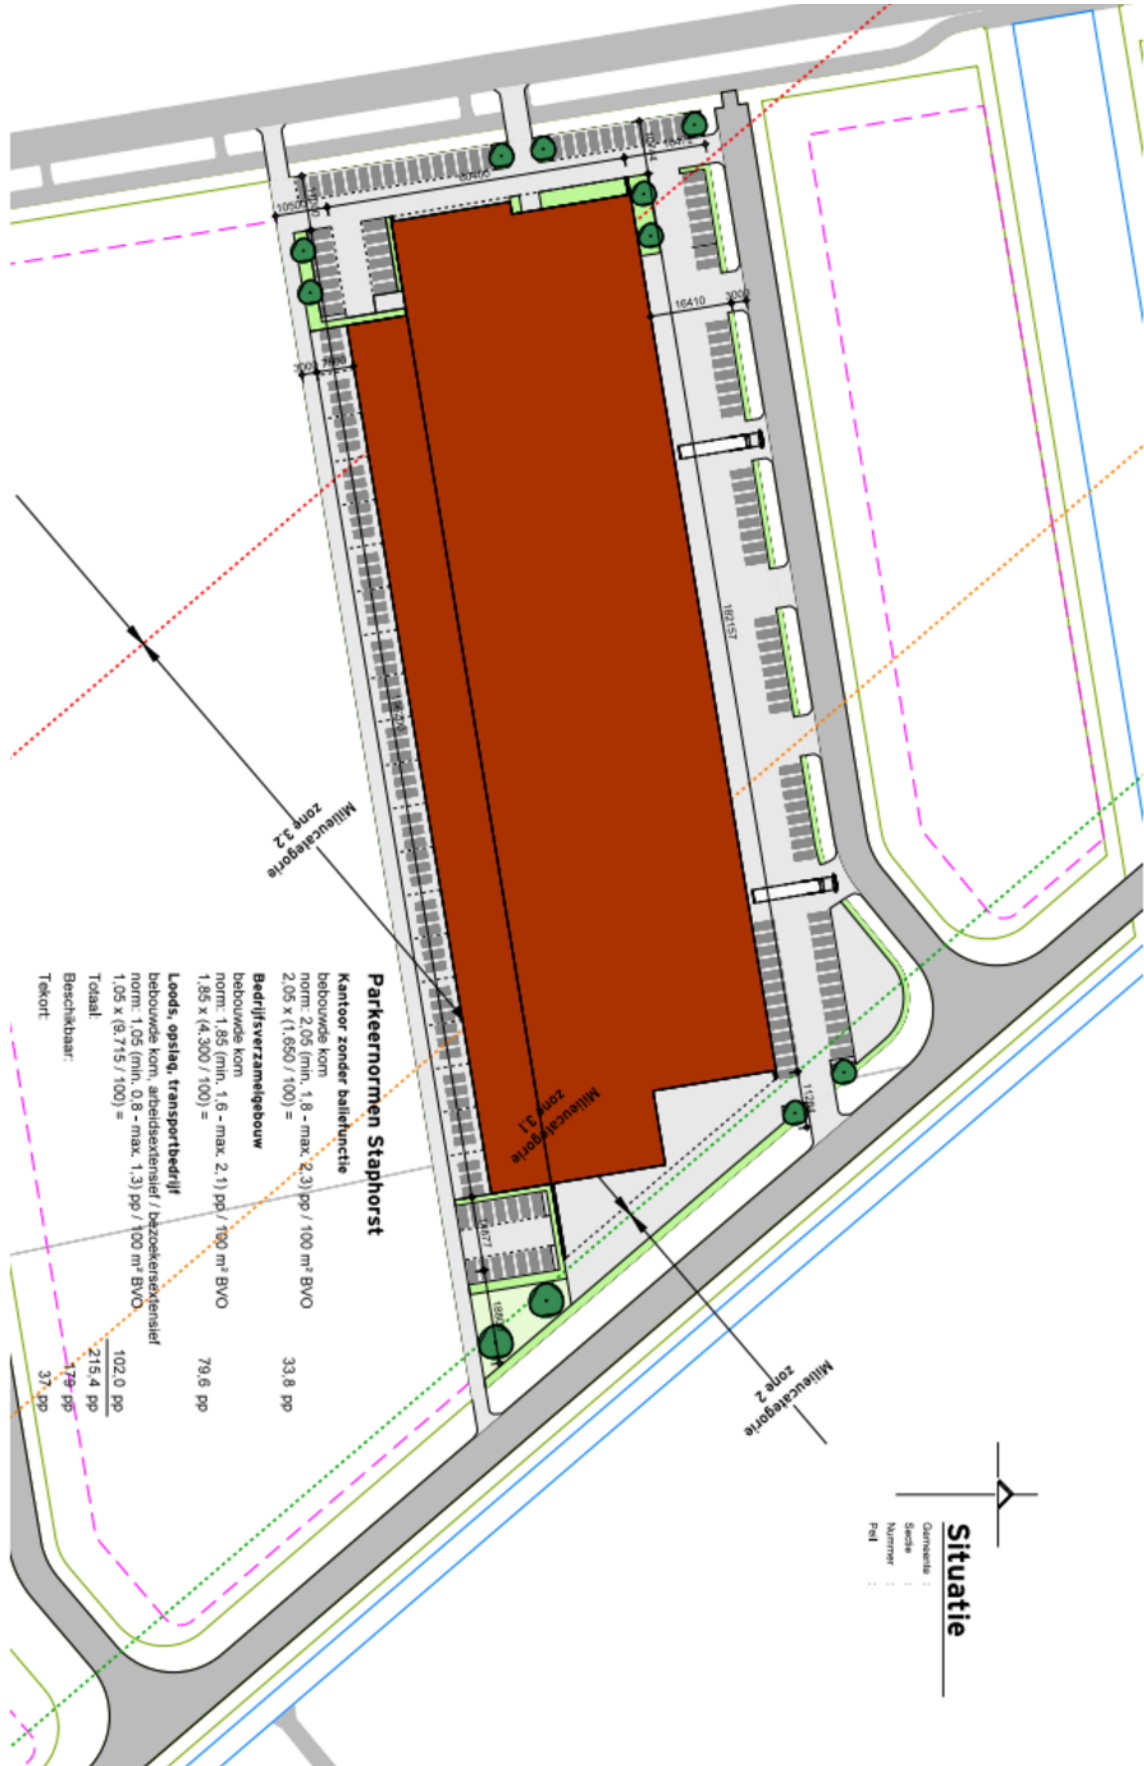 Parkeernormen Staphorst
Kantoor zonder baliefunctie
bebouwde kom
norm: 2,05 (min. 1,8 - max. 2,3) pp / 100 m² BVO
2,05 x (1.650 / 100) = 33,8 pp
Bedrijfsverzamelgebouw
bebouwde kom
norm: 1,85 (min. 1,6 - max. 2,1) pp / 100 m² BVO
1,85 x (4.300 / 100) = 79,6 pp
Loods, opslag, transportbedrijf
bebouwde kom, arbeidsextensief / bezoekersextensief
norm: 1,05 (min. 0,8 - max. 1,3) pp / 100 m² BVO
1,05 x (9.715 / 100) = 102,0 pp
Totaal: 215,4 pp
Beschikbaar: 179 pp
Tekort: 37 pp
Situatie
Gemeente :
Sectie :
Nummer :
Peil :
Milieucategorie
zone 3.2
Milieucategorie
zone 3.1
Milieucategorie
zone 2
16410
3000
182157